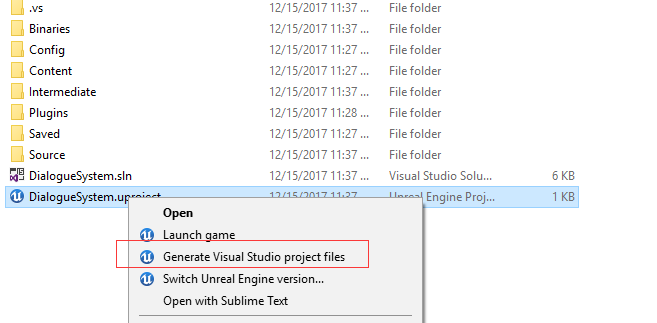 .vs 12/15/2017 11:37 ... File folder
Binaries 12/15/2017 11:37 ... File folder
Config 12/15/2017 11:27 ... File folder
Content 12/15/2017 11:27 ... File folder
Intermediate 12/15/2017 11:37 ... File folder
Plugins 12/15/2017 11:28 ... File folder
Saved 12/15/2017 11:27 ... File folder
Source 12/15/2017 11:37 ... File folder
DialogueSystem.sln 12/15/2017 11:37 ... Visual Studio Solu... 6 KB
DialogueSystem.uproject 12/15/2017 11:37 Unreal Engine Proj... 1 KB
Open
Launch game
Generate Visual Studio project files
Switch Unreal Engine version...
Open with Sublime Text